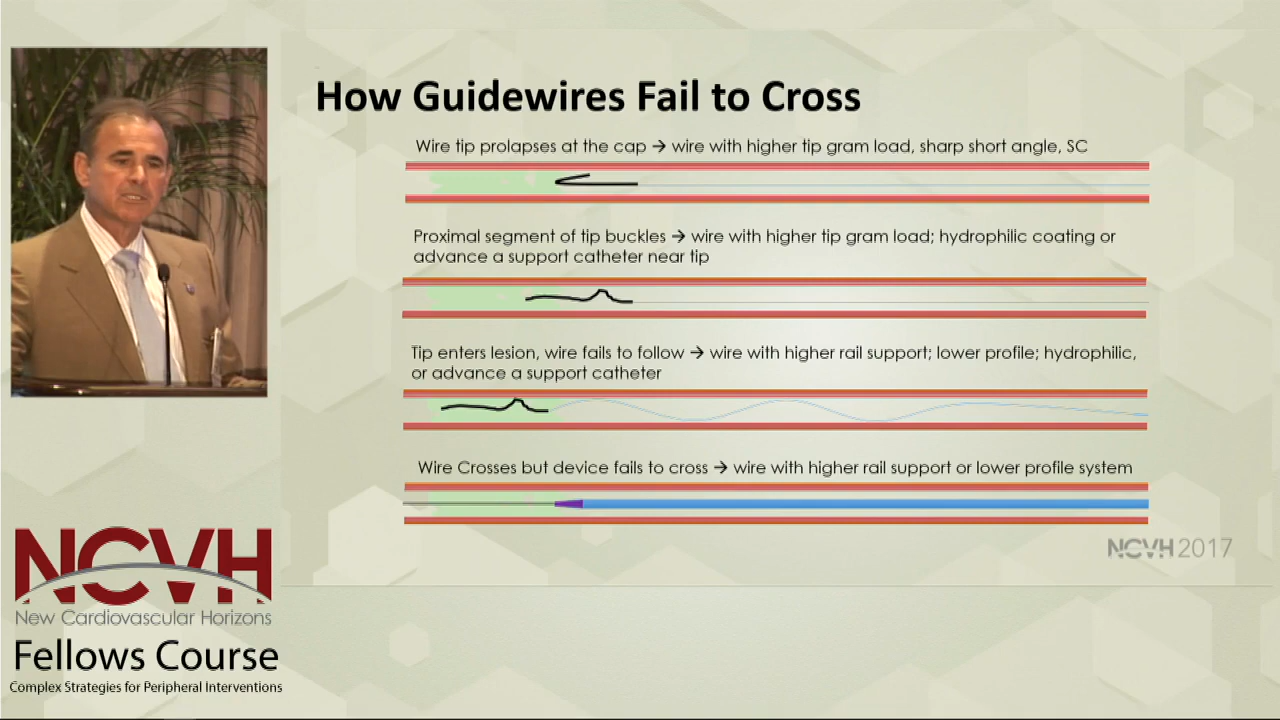 How Guidewires Fail to Cross
Wire tip prolapses at the cap → wire with higher tip gram load, sharp short angle, SC
Proximal segment of tip buckles → wire with higher tip gram load; hydrophilic coating or
advance a support catheter near tip
Tip enters lesion, wire fails to follow → wire with higher rail support; lower profile; hydrophilic,
or advance a support catheter
Wire Crosses but device fails to cross → wire with higher rail support or lower profile system
NCVH 2017
NCVH
New Cardiovascular Horizons
Fellows Course
Complex Strategies for Peripheral Interventions